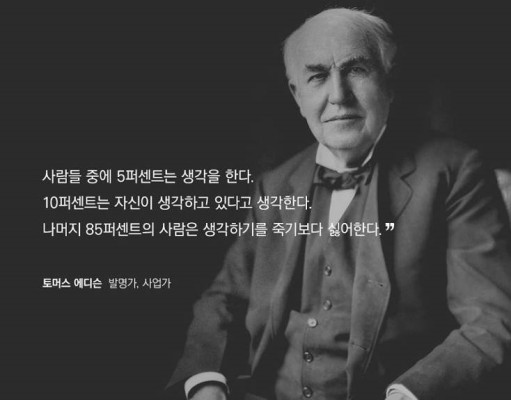 사람들 중에 5퍼센트는 생각을 한다.
10퍼센트는 자신이 생각하고 있다고 생각한다.
나머지 85퍼센트의 사람은 생각하기를 죽기보다 싫어한다.”
토머스 에디슨 발명가, 사업가